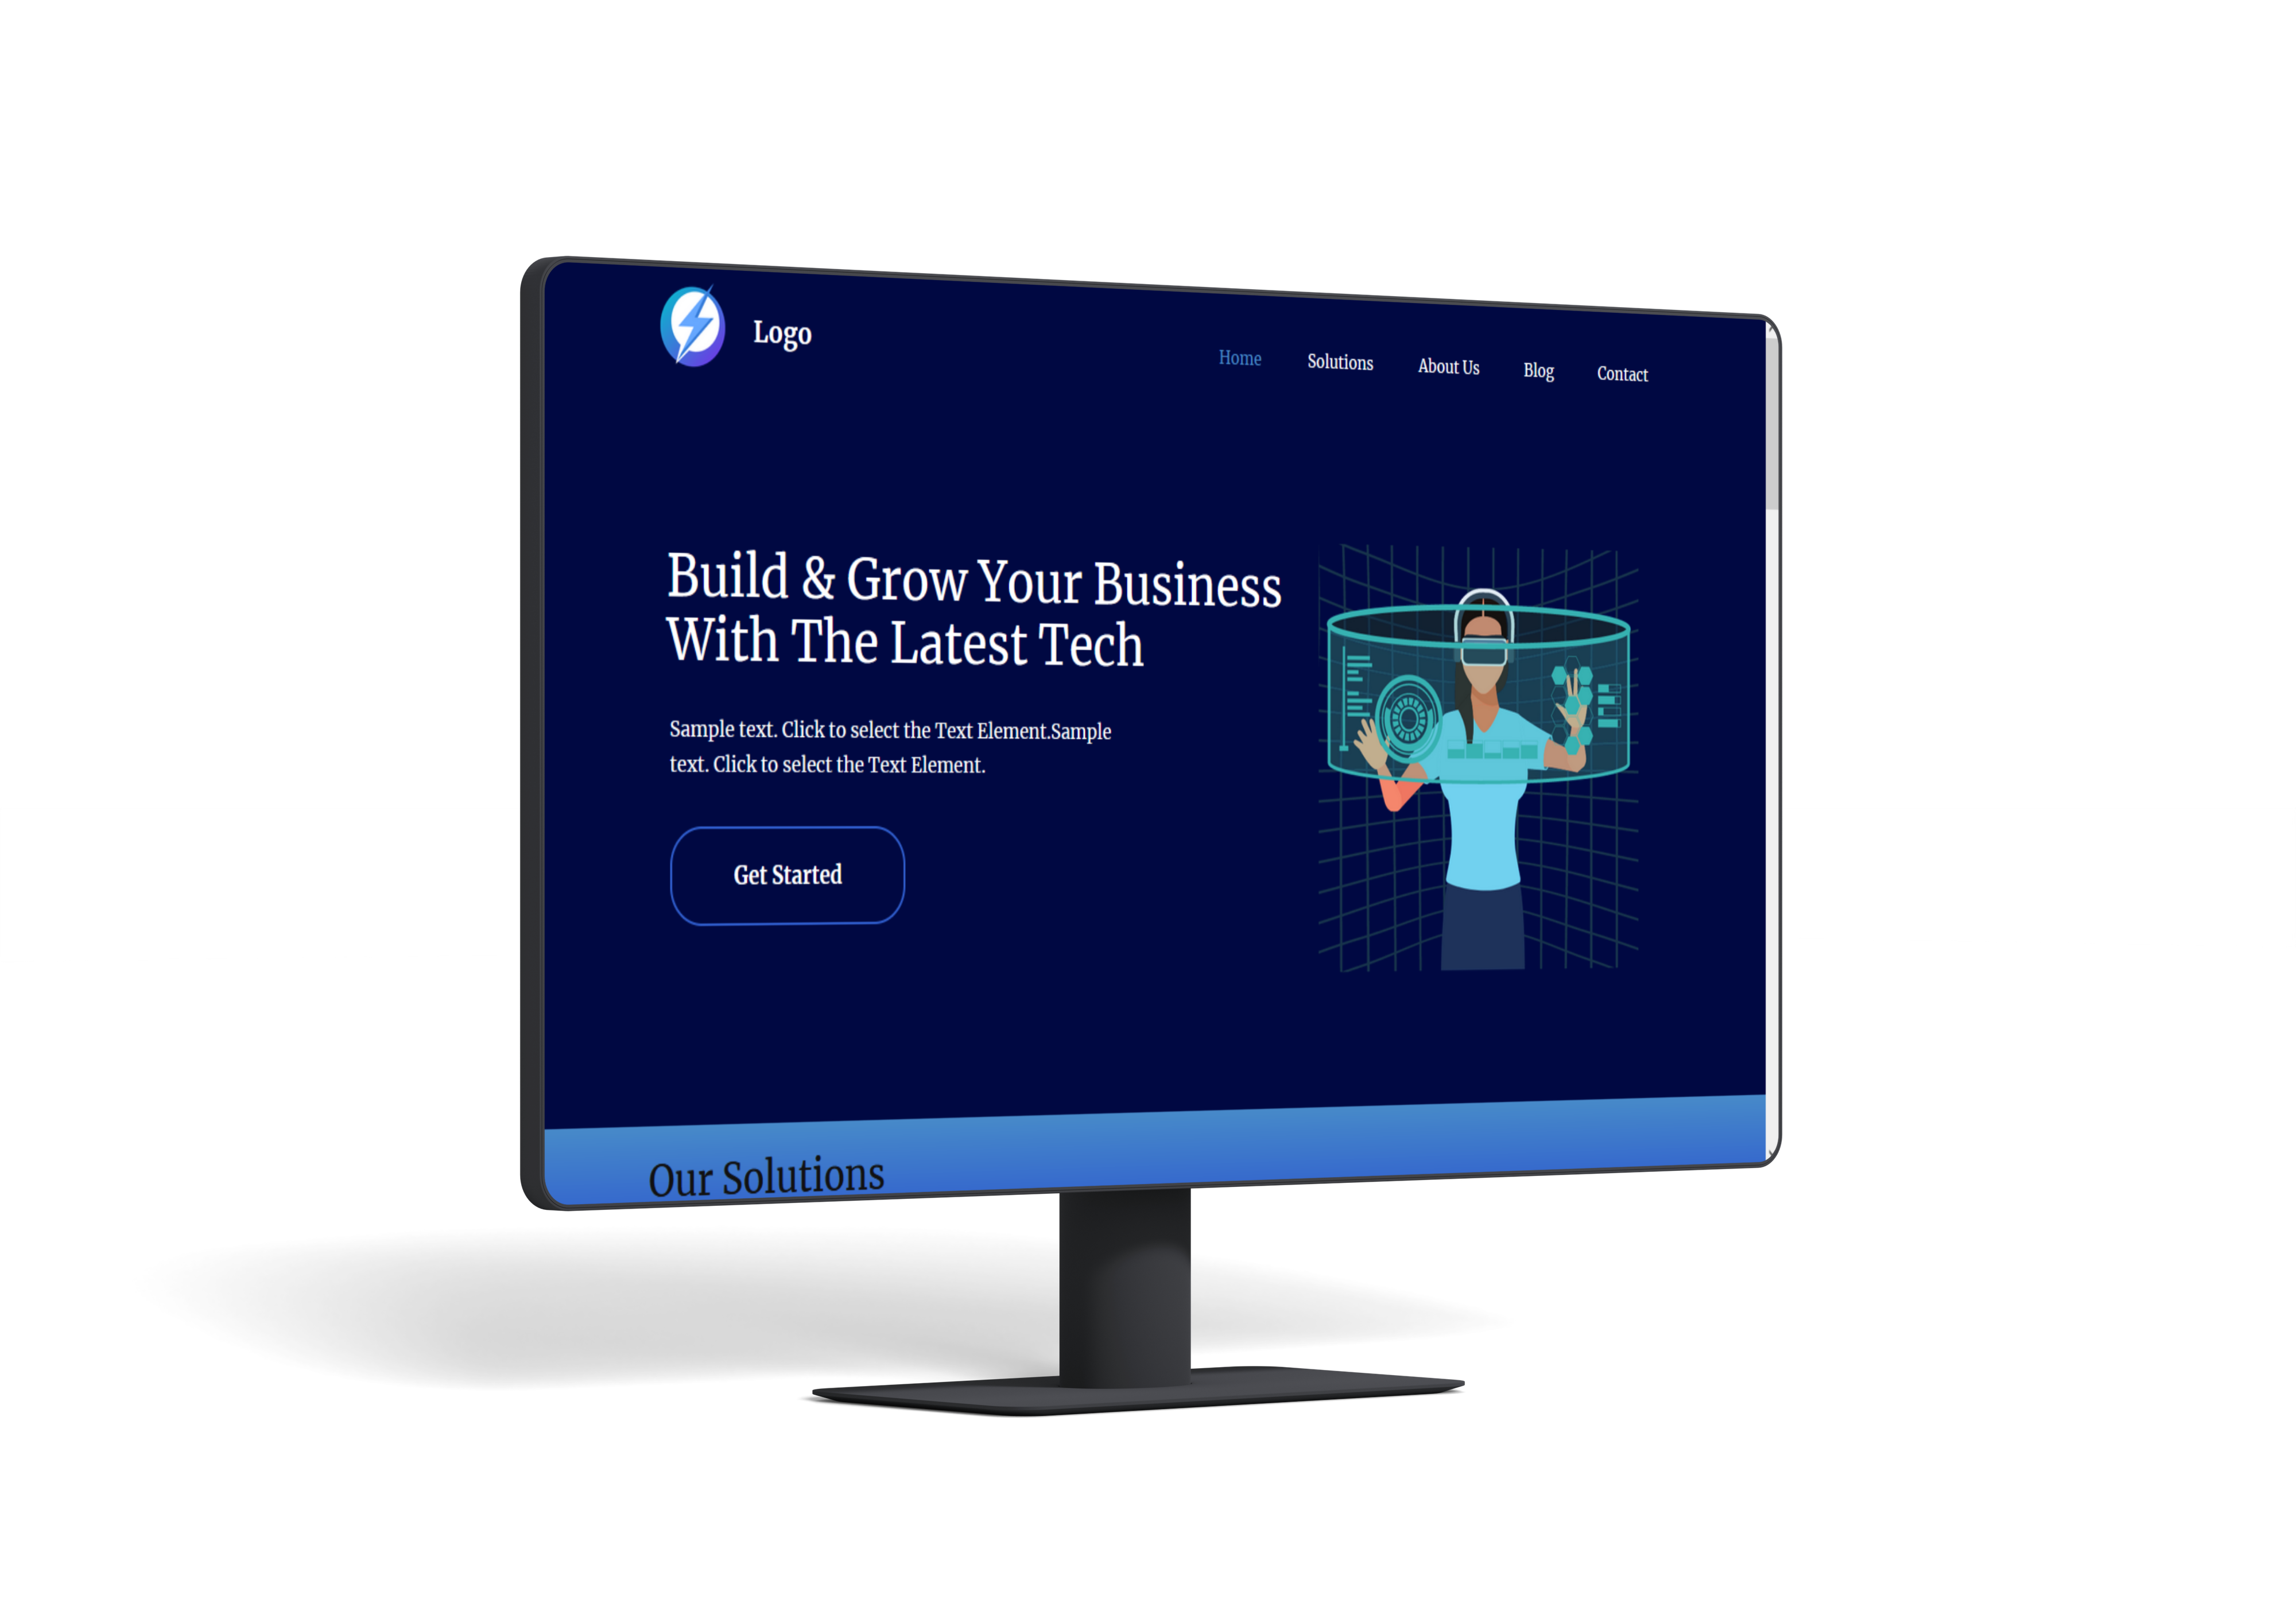 Logo
Home Solutions About Us Blog Contact
Build & Grow Your Business
With The Latest Tech
Sample text. Click to select the Text Element.Sample
text. Click to select the Text Element.
Get Started
Our Solutions